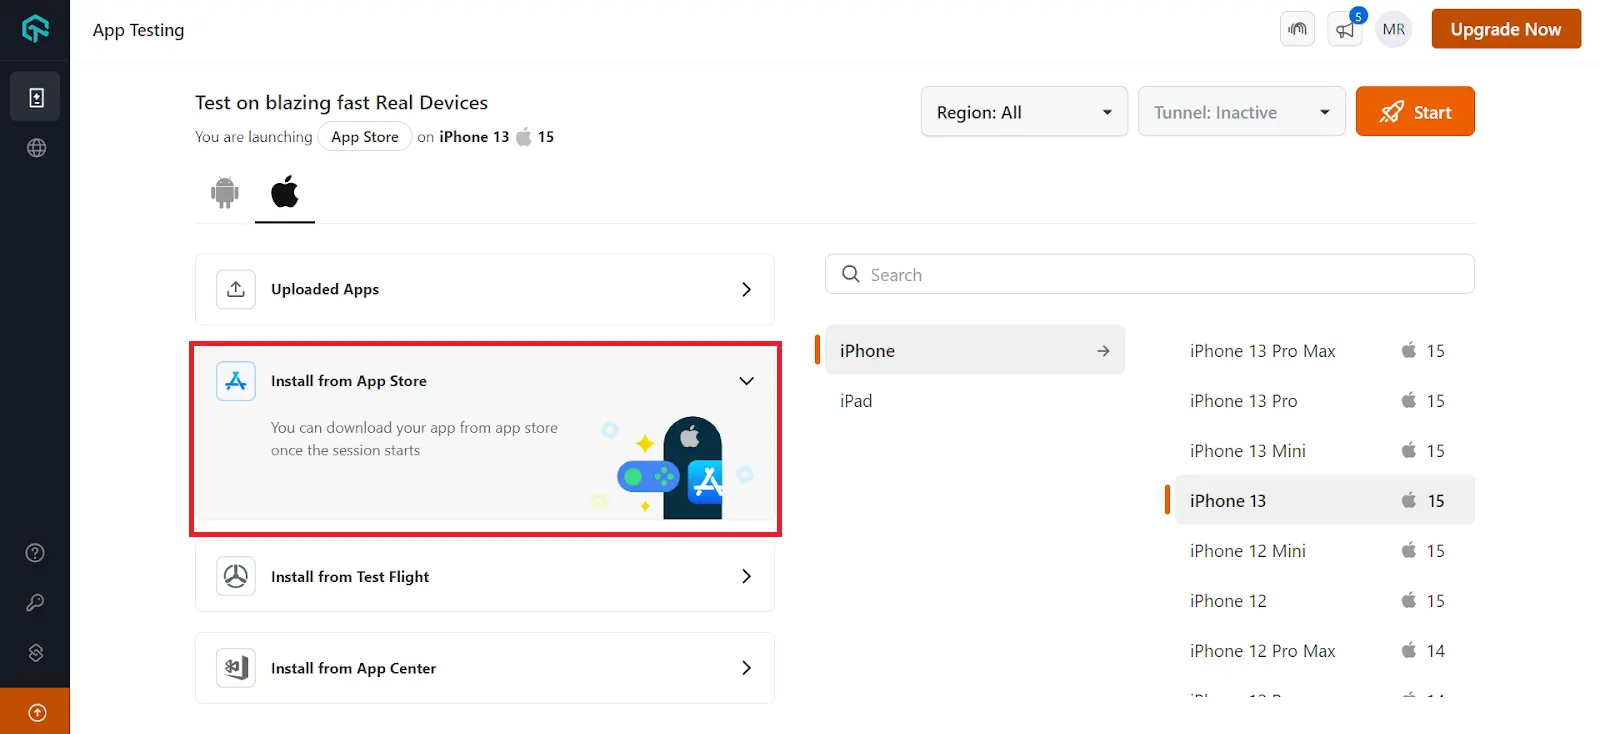 App Testing
5
MR
Upgrade Now
Test on blazing fast Real Devices
You are launching App Store on iPhone 13 15
Region: All
Tunnel: Inactive
Start
Uploaded Apps
Install from App Store
You can download your app from app store
once the session starts
Install from Test Flight
Install from App Center
Search
iPhone
iPad
iPhone 13 Pro Max 15
iPhone 13 Pro 15
iPhone 13 Mini 15
iPhone 13 15
iPhone 12 Mini 15
iPhone 12 15
iPhone 12 Pro Max 14